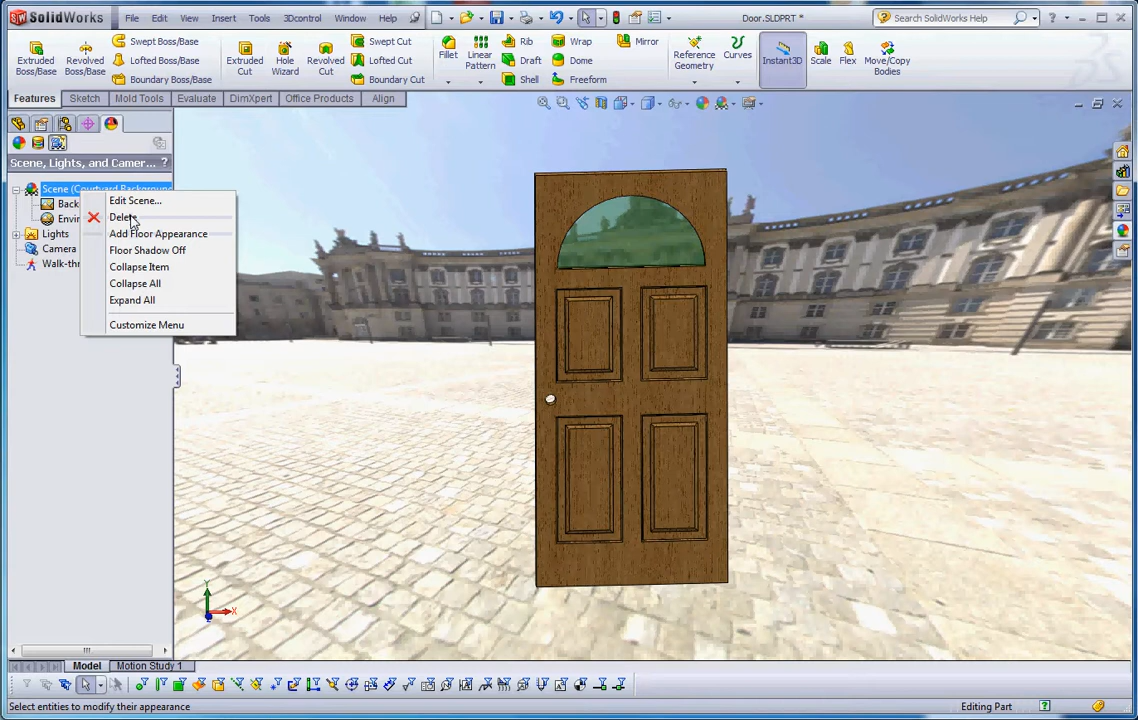 SolidWorks File Edit View Insert Tools 3Dcontrol Window Help Door.SLDPRT * Search SolidWorks Help
Extruded Boss/Base
Revolved Boss/Base
Swept Boss/Base
Lofted Boss/Base
Boundary Boss/Base
Extruded Cut
Hole Wizard
Revolved Cut
Swept Cut
Lofted Cut
Boundary Cut
Fillet
Linear Pattern
Rib
Draft
Shell
Wrap
Dome
Freeform
Mirror
Reference Geometry
Curves
Instant3D
Scale
Flex
Move/Copy Bodies
Features Sketch Mold Tools Evaluate DimXpert Office Products Align
Scene, Lights, and Camer... ?
Scene (Courtyard Background
Back
Envir
Lights
Camera
Walk-thr
Edit Scene...
Delete
Add Floor Appearance
Floor Shadow Off
Collapse Item
Collapse All
Expand All
Customize Menu
Y
X
Model Motion Study 1
Select entities to modify their appearance Editing Part